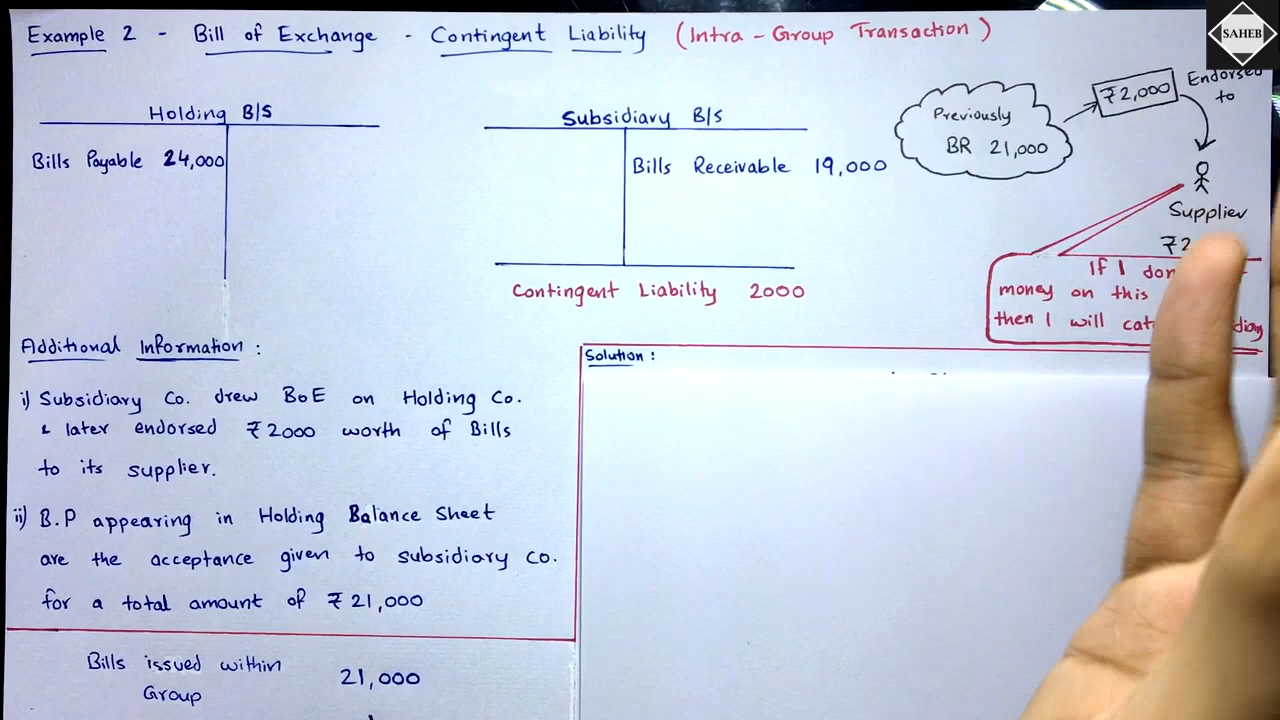 Example 2 - Bill of Exchange - Contingent Liability (Intra-Group Transaction)
SAHEB
Holding B/S
Bills Payable 24,000
Subsidiary B/S
Bills Receivable 19,000
Contingent Liability 2000
Previously
BR 21,000
₹2,000
Endorsed
to
Supplier
₹2
If I
money on this
then I will
Additional Information :
i) Subsidiary Co. drew BoE on Holding Co.
& later endorsed ₹2000 worth of Bills
to its supplier.
ii) B.P appearing in Holding Balance Sheet
are the acceptance given to subsidiary co.
for a total amount of ₹21,000
Solution :
Bills issued within
Group
21,000